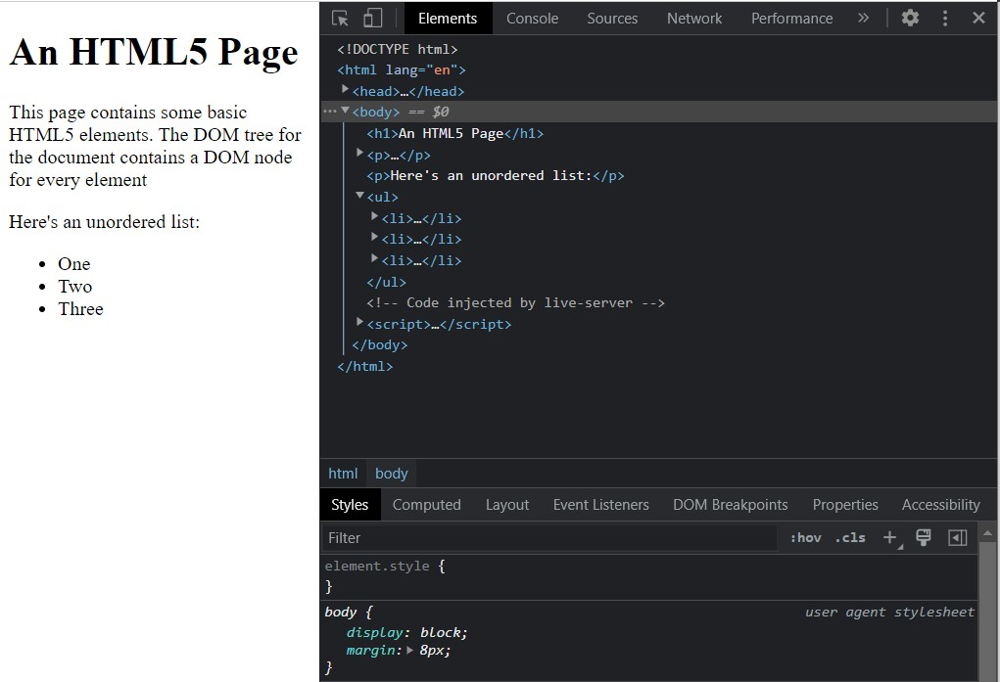 An HTML5 Page
This page contains some basic
HTML5 elements. The DOM tree for
the document contains a DOM node
for every element
Here's an unordered list:
• One
• Two
• Three
Elements Console Sources Network Performance »
<!DOCTYPE html>
<html lang="en">
<head>…</head>
<body> == $0
<h1>An HTML5 Page</h1>
<p>…</p>
<p>Here's an unordered list:</p>
<ul>
<li>…</li>
<li>…</li>
<li>…</li>
</ul>
<!-- Code injected by live-server -->
<script>…</script>
</body>
</html>
html body
Styles Computed Layout Event Listeners DOM Breakpoints Properties Accessibility
Filter :hov .cls +
element.style {
}
body { user agent stylesheet
display: block;
margin: 8px;
}